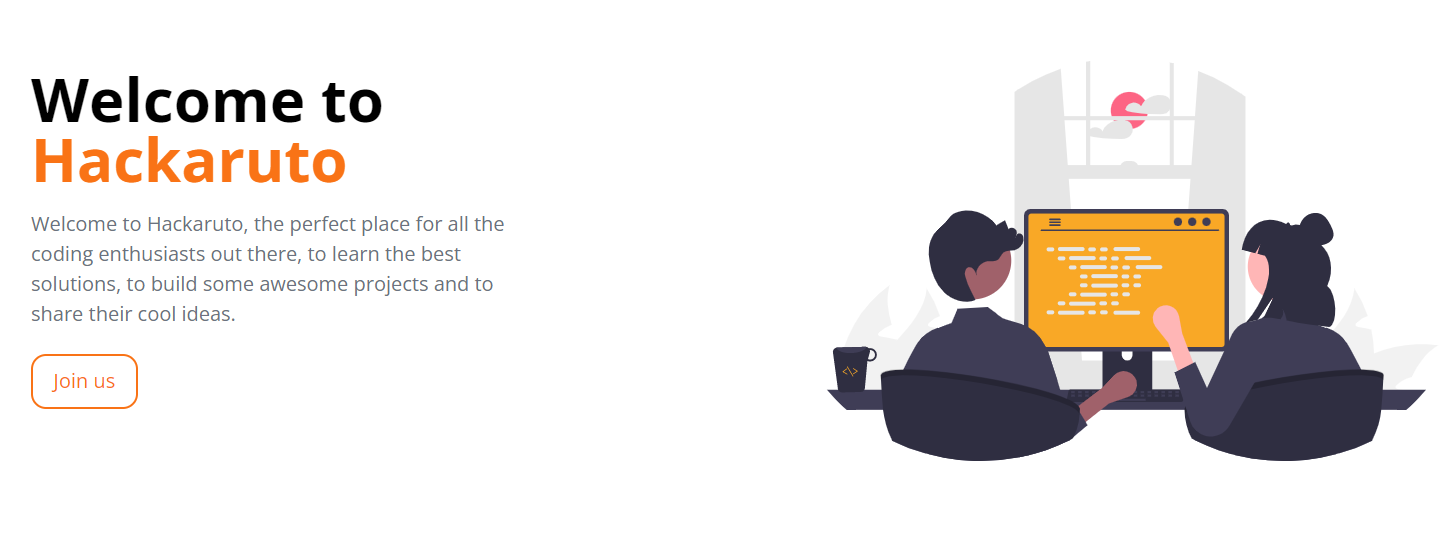 Welcome to
Hackaruto
Welcome to Hackaruto, the perfect place for all the
coding enthusiasts out there, to learn the best
solutions, to build some awesome projects and to
share their cool ideas.
Join us